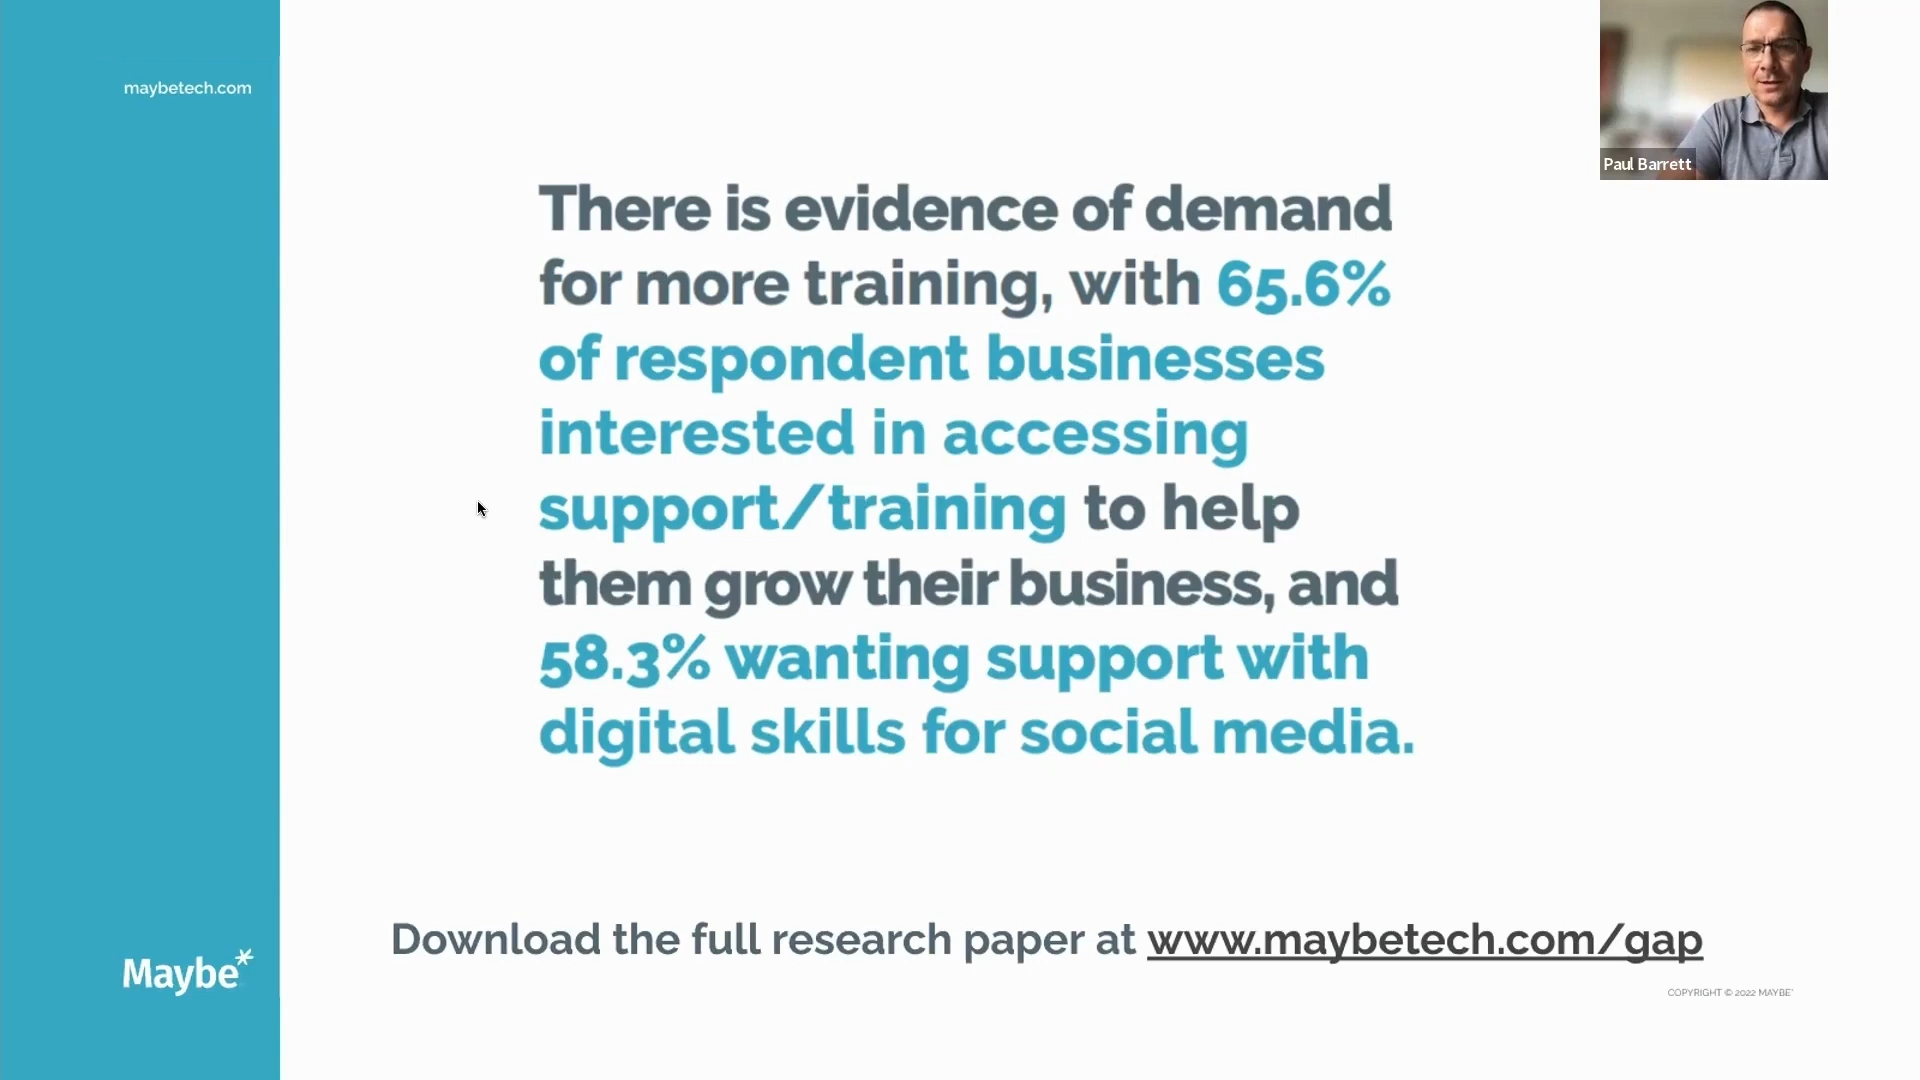 maybetech.com
Paul Barrett
There is evidence of demand
for more training, with 65.6%
of respondent businesses
interested in accessing
support/training to help
them grow their business, and
58.3% wanting support with
digital skills for social media.
Download the full research paper at www.maybetech.com/gap
Maybe*
COPYRIGHT © 2022 MAYBE*